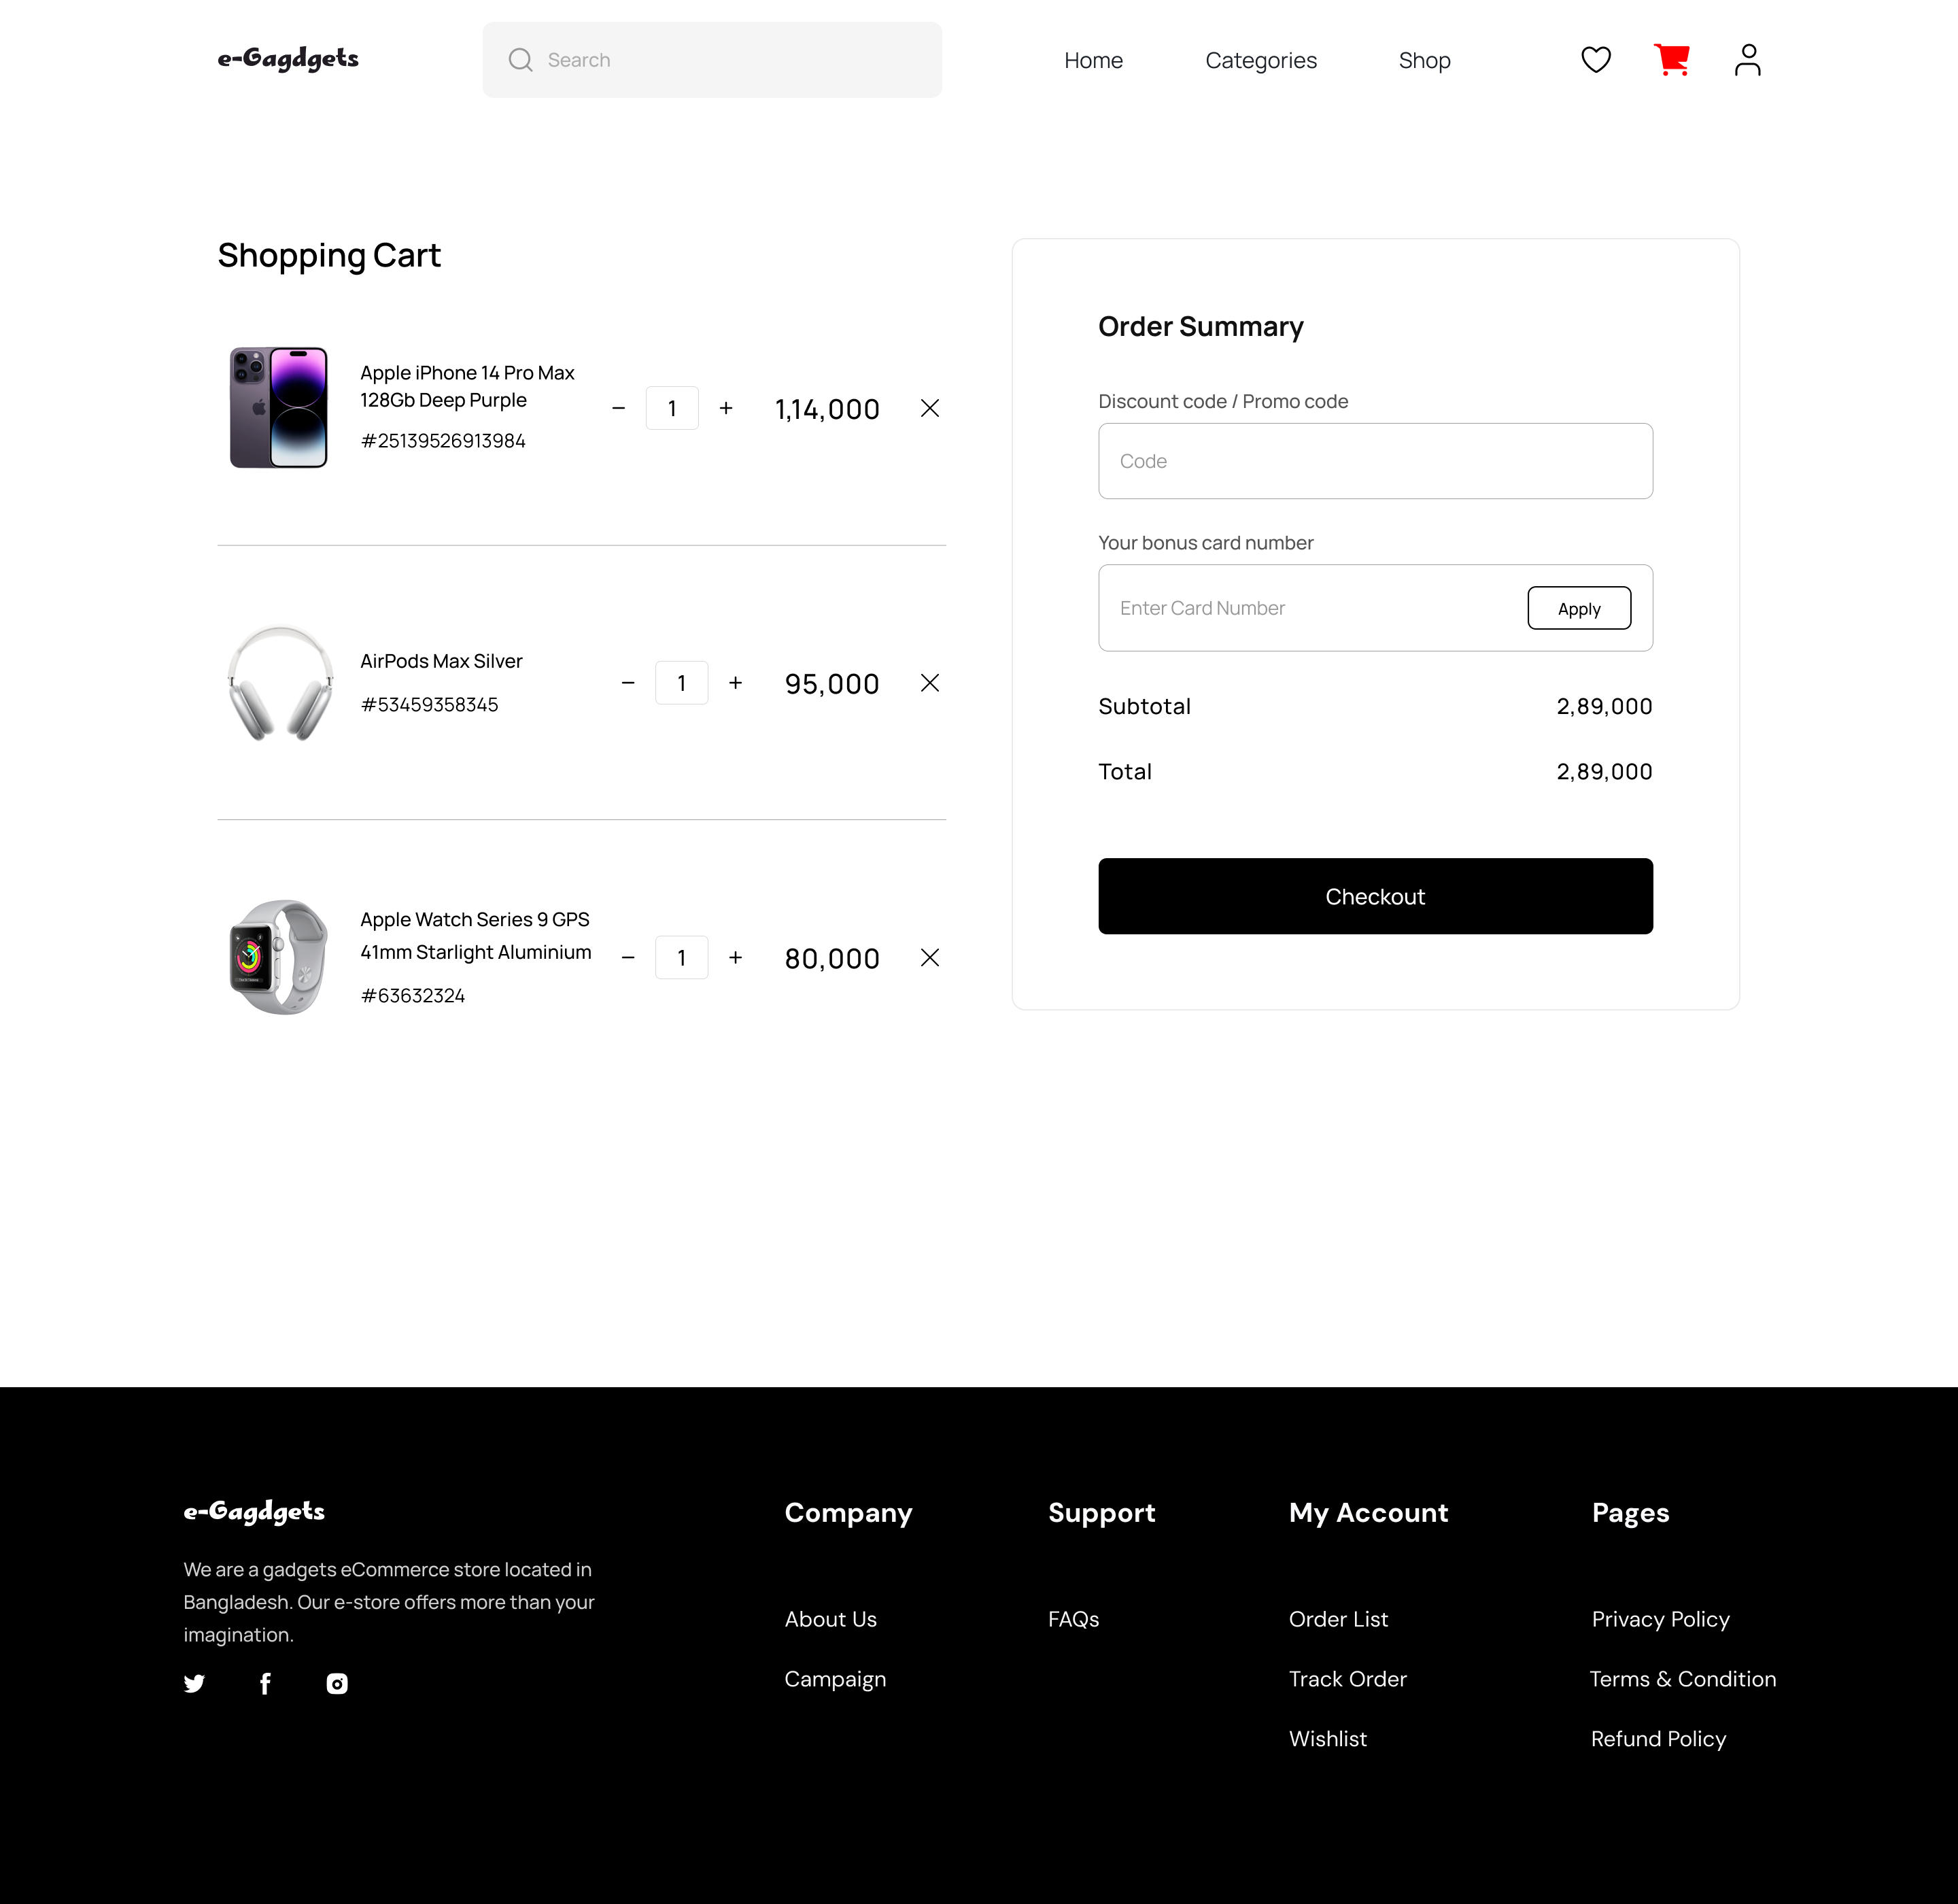 e-Gagdgets
Search
Home
Categories
Shop
Shopping Cart
Apple iPhone 14 Pro Max
128Gb Deep Purple
#25139526913984
1
1,14,000
AirPods Max Silver
#53459358345
1
95,000
Apple Watch Series 9 GPS
41mm Starlight Aluminium
#63632324
1
80,000
Order Summary
Discount code / Promo code
Code
Your bonus card number
Enter Card Number
Apply
Subtotal
2,89,000
Total
2,89,000
Checkout
e-Gagdgets
We are a gadgets eCommerce store located in
Bangladesh. Our e-store offers more than your
imagination.
Company
About Us
Campaign
Support
FAQs
My Account
Order List
Track Order
Wishlist
Pages
Privacy Policy
Terms & Condition
Refund Policy